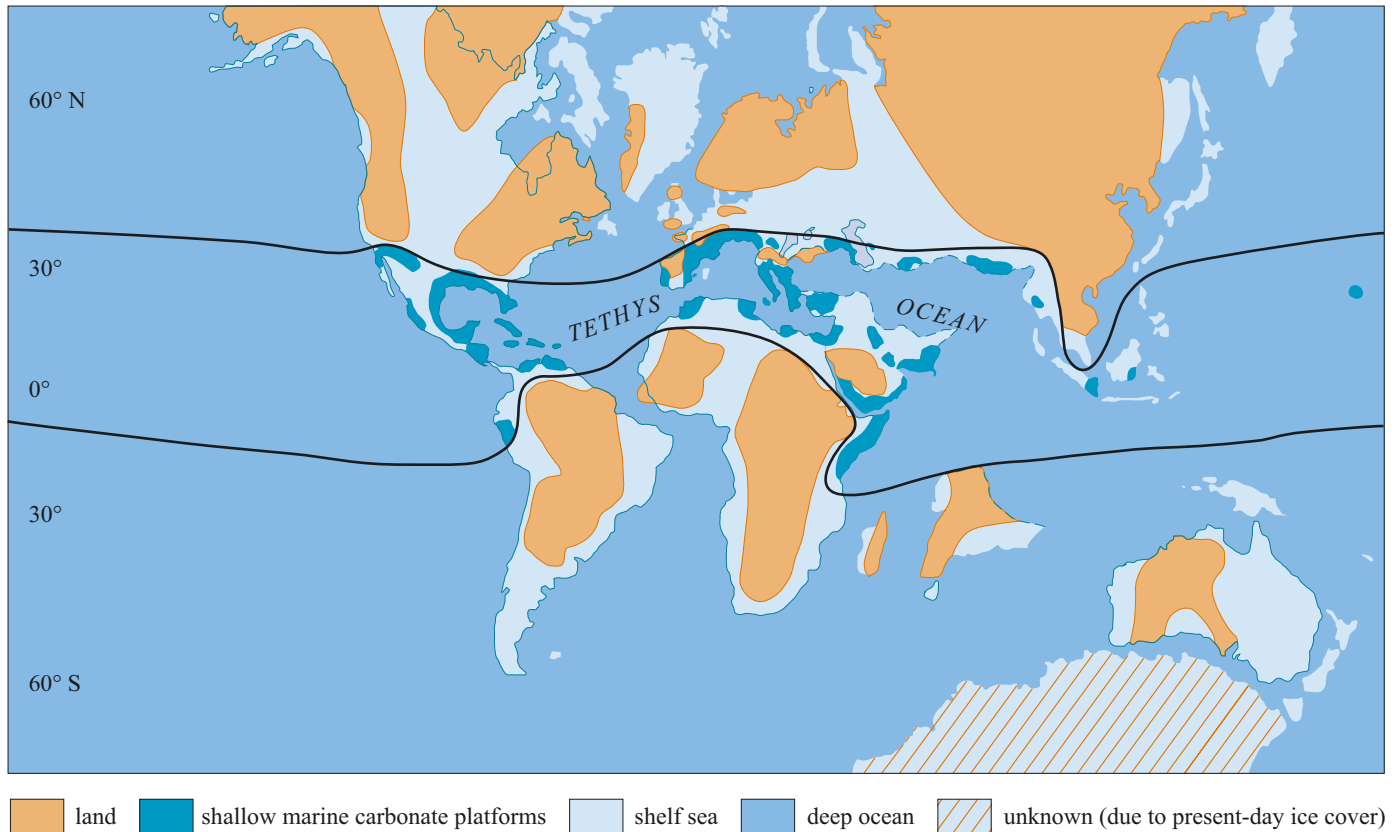 60° N
30°
TETHYS
OCEAN
0°
30°
60° S
land
shallow marine carbonate platforms
shelf sea
deep ocean
unknown (due to present-day ice cover)